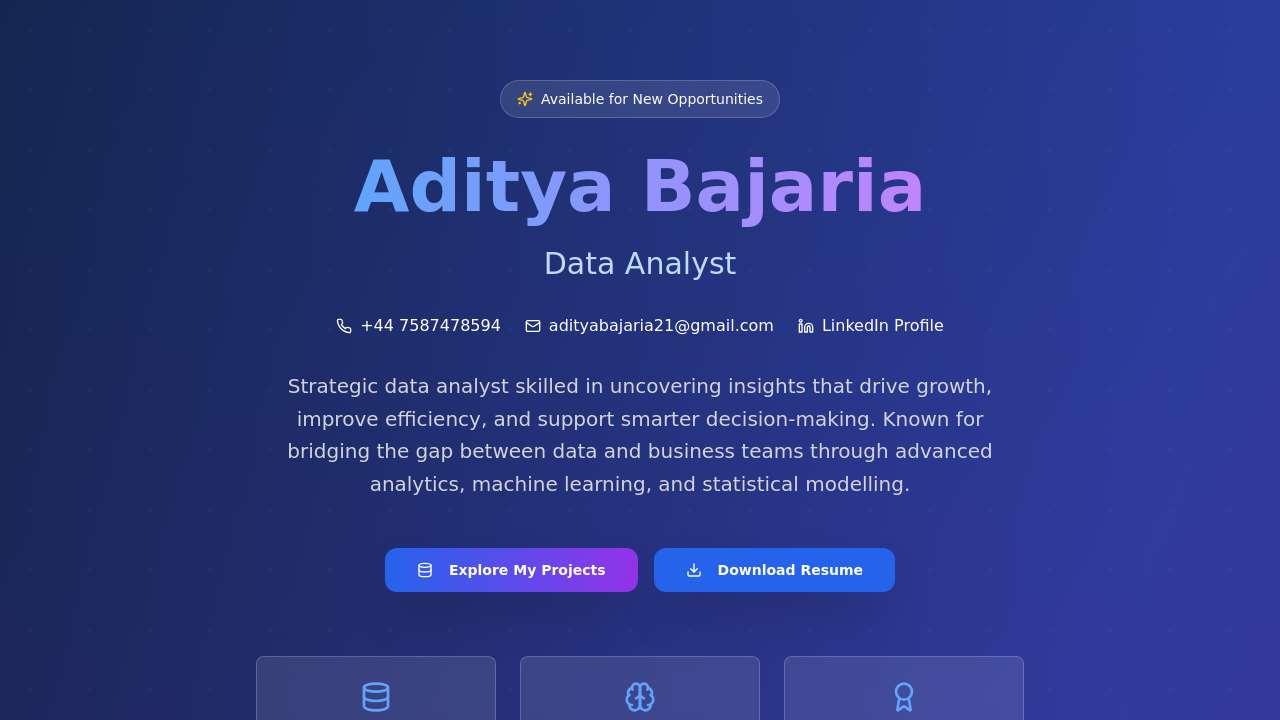 Available for New Opportunities
Aditya Bajaria
Data Analyst
+44 7587478594 adityabajaria21@gmail.com LinkedIn Profile
Strategic data analyst skilled in uncovering insights that drive growth,
improve efficiency, and support smarter decision-making. Known for
bridging the gap between data and business teams through advanced
analytics, machine learning, and statistical modelling.
Explore My Projects Download Resume